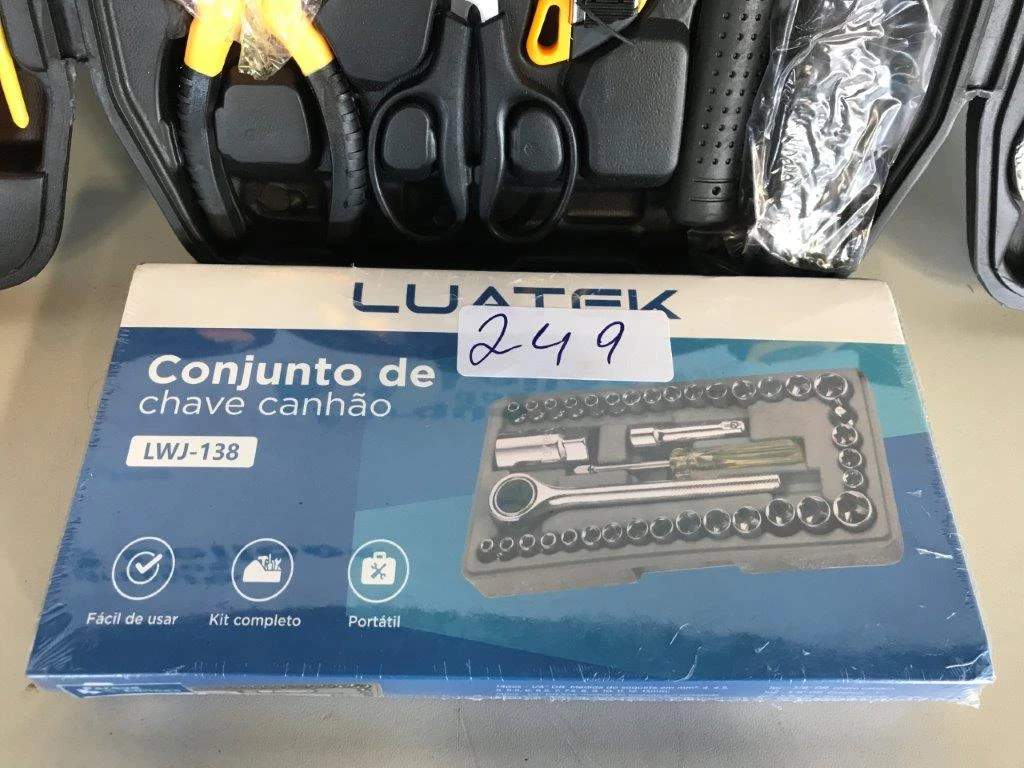 LUATEK
249
Conjunto de
chave canhão
LWJ-138
Fácil de usar
Kit completo
Portátil